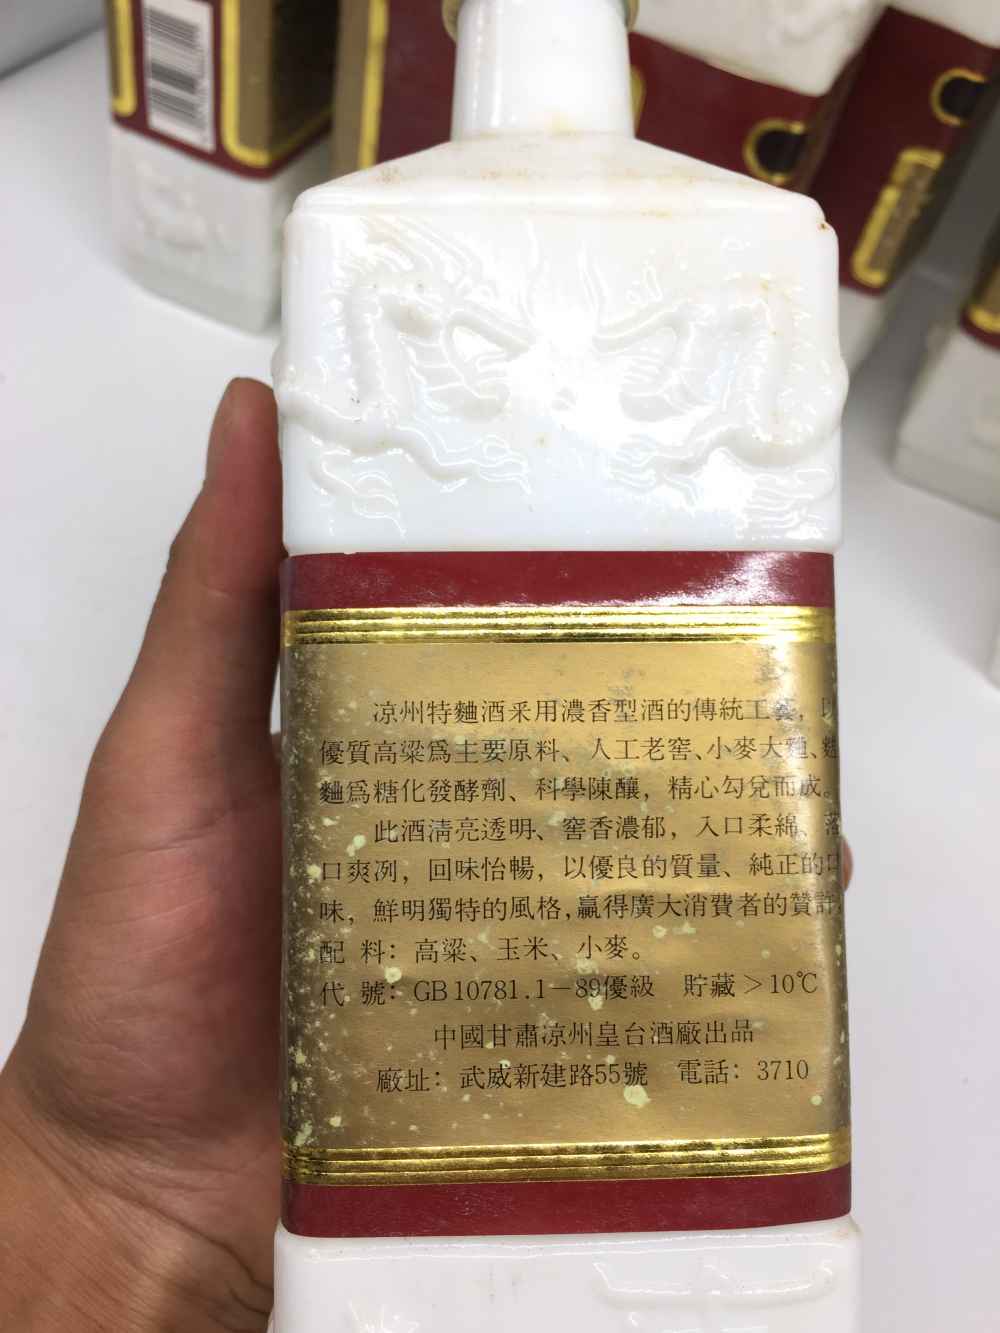 凉州特麯酒采用濃香型酒的傳統工藝，以
優質高粱爲主要原料、人工老窖、小麥大麯、麩
麯爲糖化發酵劑、科學陳釀，精心勾兌而成。
此酒清亮透明、窖香濃郁，入口柔綿、落
口爽洌，回味怡暢，以優良的質量、純正的口
味，鮮明獨特的風格，贏得廣大消費者的贊許。
配 料：高粱、玉米、小麥。
代 號：GB 10781.1－89優級 貯藏＞10℃
中國甘肅凉州皇台酒廠出品
廠址：武威新建路55號 電話：3710